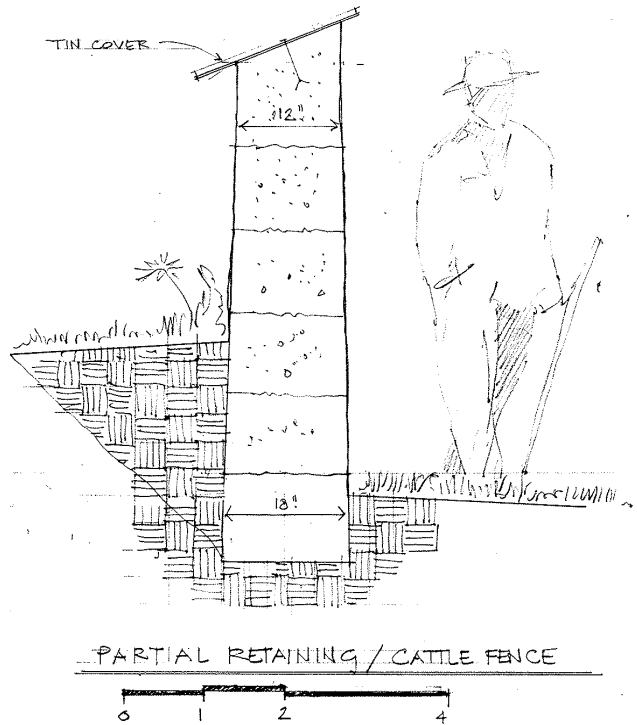 TIN COVER
12"
18"
PARTIAL RETAINING / CATTLE FENCE
0 1 2 4